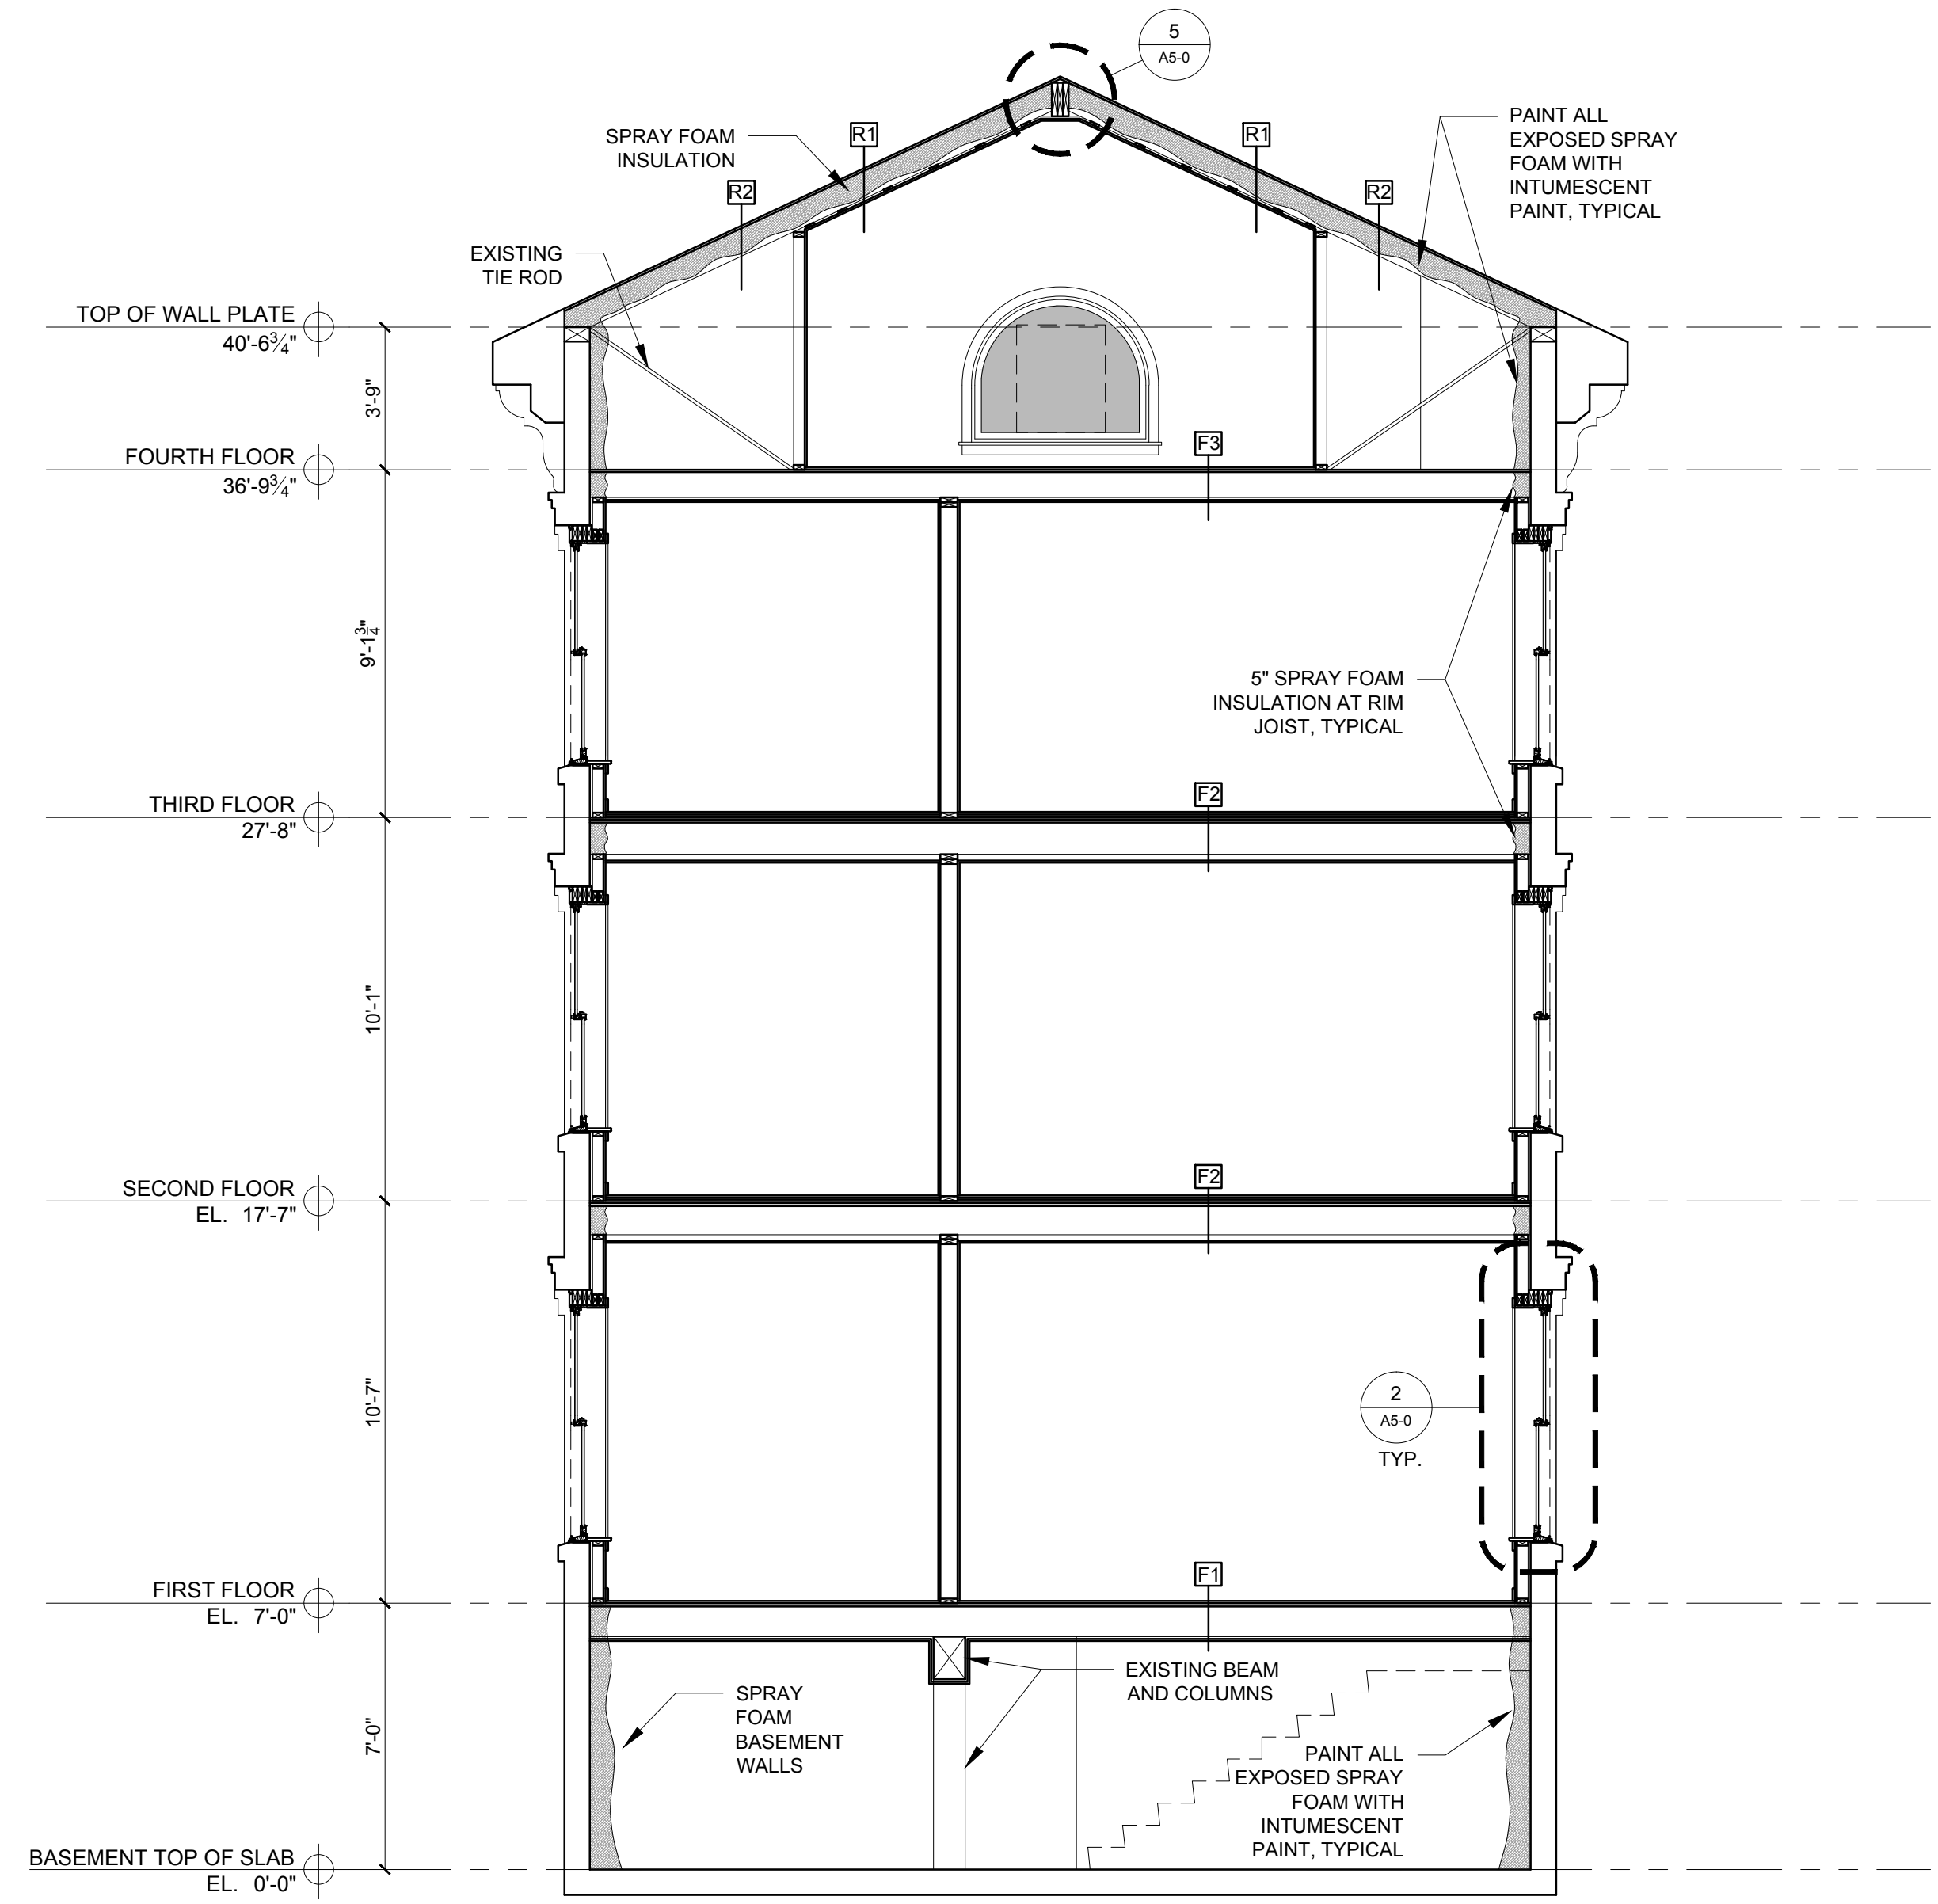 5
A5-0
SPRAY FOAM
INSULATION
R1
R1
PAINT ALL
EXPOSED SPRAY
FOAM WITH
INTUMESCENT
PAINT, TYPICAL
R2
R2
EXISTING
TIE ROD
TOP OF WALL PLATE
40'-6¾"
3'-9"
FOURTH FLOOR
36'-9¾"
F3
9'-1¾"
5" SPRAY FOAM
INSULATION AT RIM
JOIST, TYPICAL
THIRD FLOOR
27'-8"
F2
10'-1"
SECOND FLOOR
EL. 17'-7"
F2
10'-7"
2
A5-0
TYP.
FIRST FLOOR
EL. 7'-0"
F1
7'-0"
SPRAY
FOAM
BASEMENT
WALLS
EXISTING BEAM
AND COLUMNS
PAINT ALL
EXPOSED SPRAY
FOAM WITH
INTUMESCENT
PAINT, TYPICAL
BASEMENT TOP OF SLAB
EL. 0'-0"